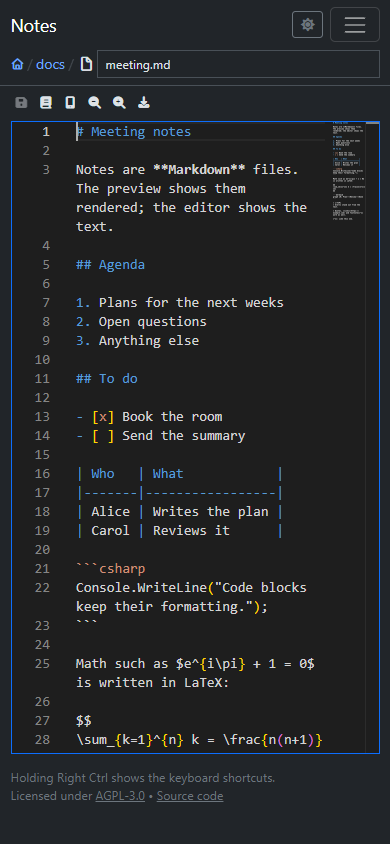 Notes
/ docs / meeting.md
1 # Meeting notes
2
3 Notes are **Markdown** files.
The preview shows them
rendered; the editor shows the
text.
4
5 ## Agenda
6
7 1. Plans for the next weeks
8 2. Open questions
9 3. Anything else
10
11 ## To do
12
13 - [x] Book the room
14 - [ ] Send the summary
15
16 | Who   | What            |
17 |-------|-----------------|
18 | Alice | Writes the plan |
19 | Carol | Reviews it      |
20
21 ```csharp
22 Console.WriteLine("Code blocks
keep their formatting.");
23 ```
24
25 Math such as $e^{i\pi} + 1 = 0$
is written in LaTeX:
26
27 $$
28 \sum_{k=1}^{n} k = \frac{n(n+1)}
Holding Right Ctrl shows the keyboard shortcuts.
Licensed under AGPL-3.0 • Source code